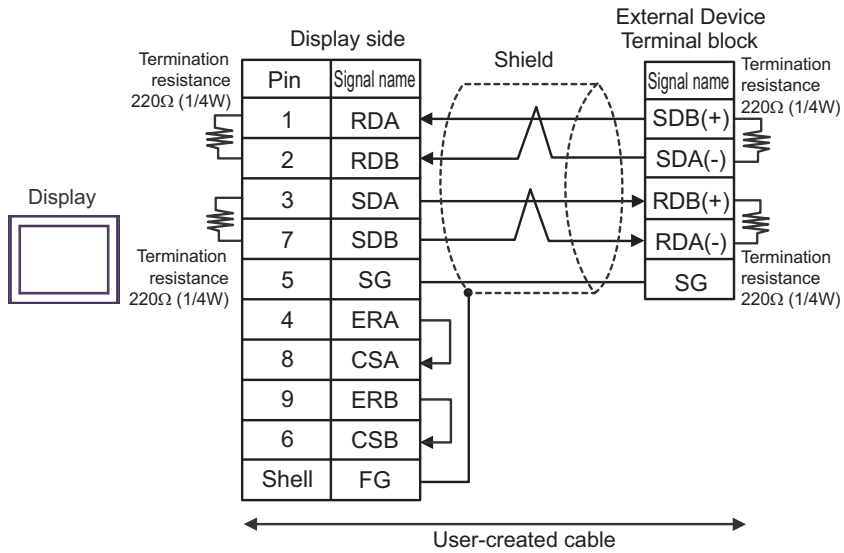 Display side
External Device
Terminal block
Shield
Termination
resistance
220Ω (1/4W)
Pin Signal name
Signal name
Termination
resistance
220Ω (1/4W)
1 RDA SDB(+)
2 RDB SDA(-)
3 SDA RDB(+)
7 SDB RDA(-)
5 SG SG
4 ERA
8 CSA
9 ERB
6 CSB
Shell FG
Display
Termination
resistance
220Ω (1/4W)
Termination
resistance
220Ω (1/4W)
User-created cable